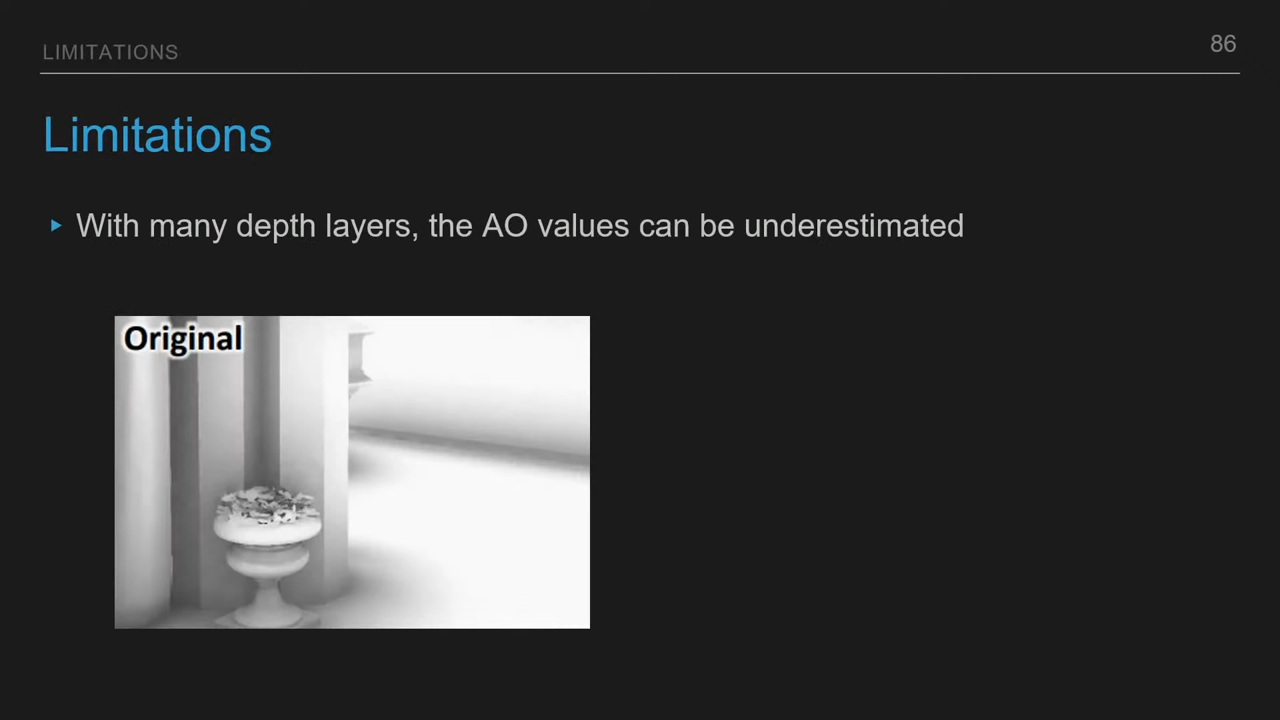 LIMITATIONS
86
Limitations
With many depth layers, the AO values can be underestimated
Original